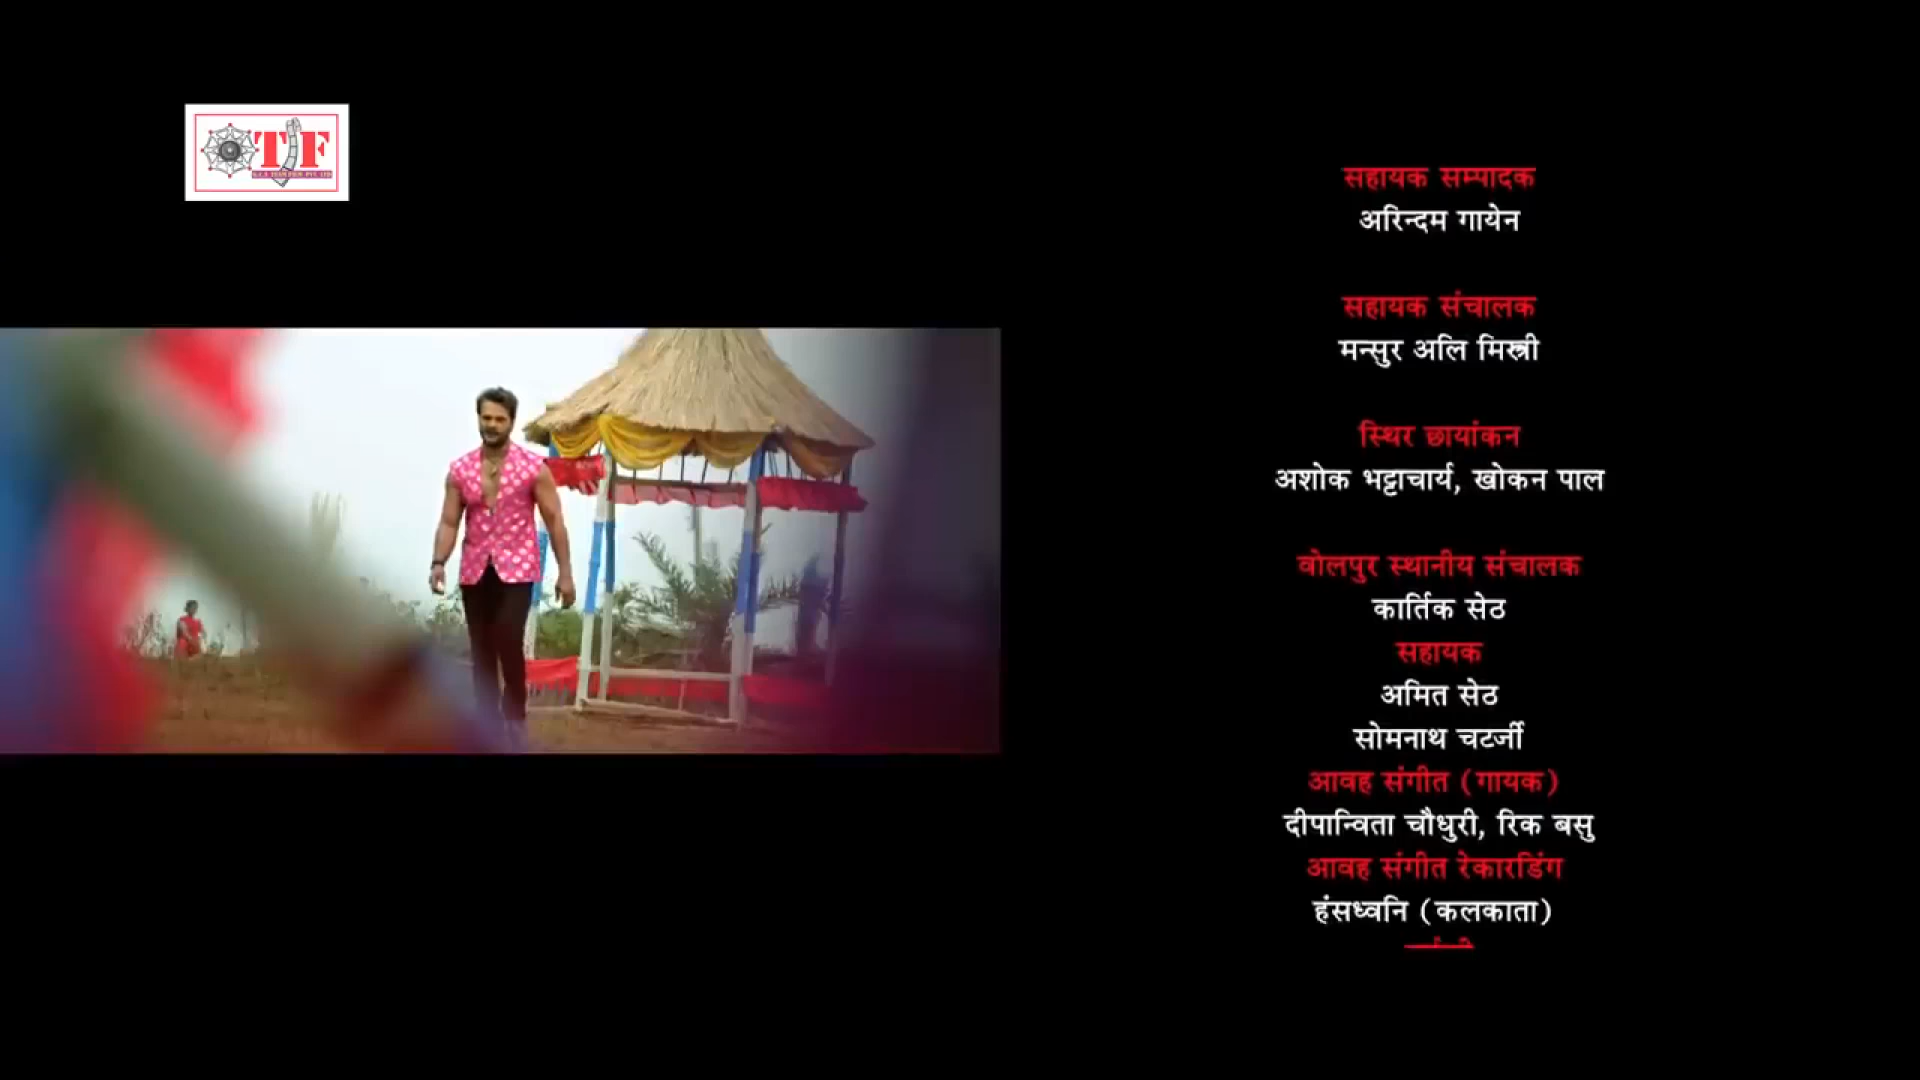 TJF
सहायक सम्पादक
अरिन्दम गायेन
सहायक संचालक
मन्सुर अलि मिस्त्री
स्थिर छायांकन
अशोक भट्टाचार्य, खोकन पाल
वोलपुर स्थानीय संचालक
कार्तिक सेठ
सहायक
अमित सेठ
सोमनाथ चटर्जी
आवह संगीत (गायक)
दीपान्विता चौधुरी, रिक बसु
आवह संगीत रेकारडिंग
हंसध्वनि (कलकाता)